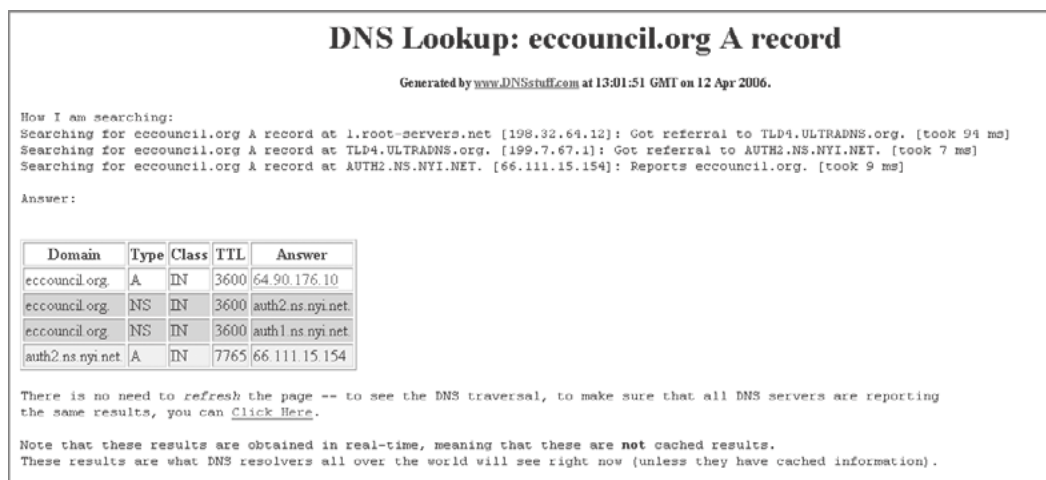 DNS Lookup: eccouncil.org A record
Generated by www.DNSstuff.com at 13:01:51 GMT on 12 Apr 2006.
How I am searching:
Searching for eccouncil.org A record at l.root-servers.net [198.32.64.12]: Got referral to TLD4.ULTRADNS.org. [took 94 ms]
Searching for eccouncil.org A record at TLD4.ULTRADNS.org. [199.7.67.1]: Got referral to AUTH2.NS.NYI.NET. [took 7 ms]
Searching for eccouncil.org A record at AUTH2.NS.NYI.NET. [66.111.15.154]: Reports eccouncil.org. [took 9 ms]
Answer:
Domain Type Class TTL Answer
eccouncil.org. A IN 3600 64.90.176.10
eccouncil.org. NS IN 3600 auth2.ns.nyi.net.
eccouncil.org. NS IN 3600 auth1.ns.nyi.net.
auth2.ns.nyi.net. A IN 7765 66.111.15.154
There is no need to refresh the page -- to see the DNS traversal, to make sure that all DNS servers are reporting
the same results, you can Click Here.
Note that these results are obtained in real-time, meaning that these are not cached results.
These results are what DNS resolvers all over the world will see right now (unless they have cached information).